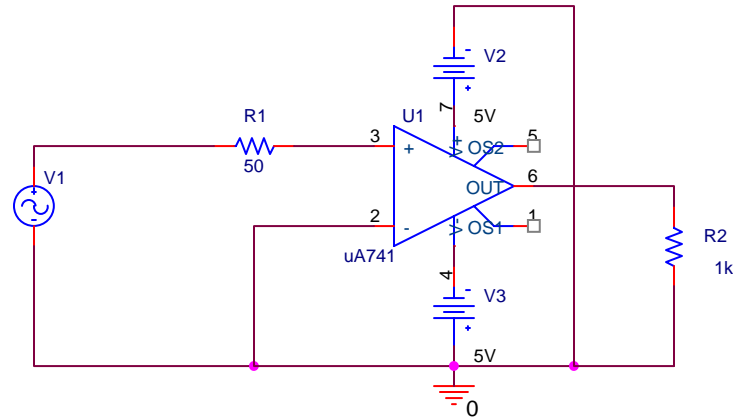 -
V2
+
7
5V
R1
50
U1
3
+
V+
OS2
5
V1
+
-
OUT
6
2
-
V-
OS1
1
uA741
R2
1k
4
-
V3
+
5V
0